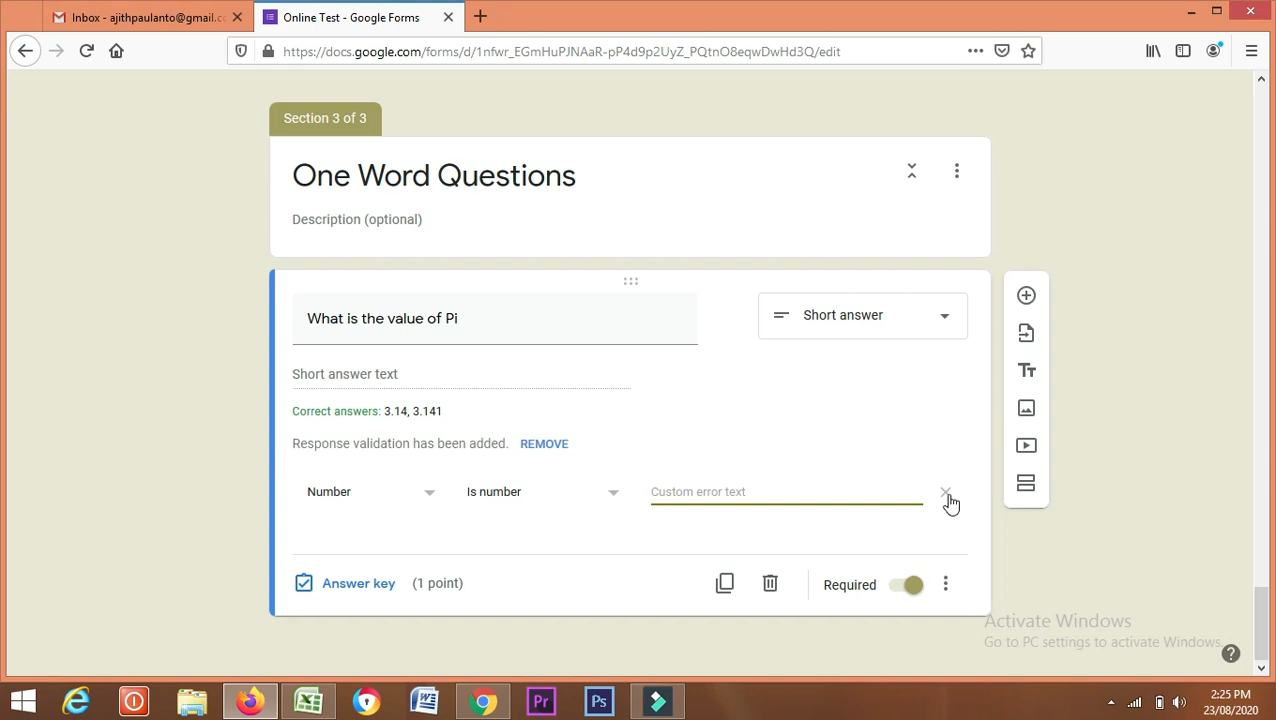 Inbox - ajithpaulanto@gmail.c
Online Test - Google Forms
https://docs.google.com/forms/d/1nfwr_EGmHuPJNAaR-pP4d9p2UyZ_PQtnO8eqwDwHd3Q/edit
Section 3 of 3
One Word Questions
Description (optional)
What is the value of Pi
Short answer
Short answer text
Correct answers: 3.14, 3.141
Response validation has been added. REMOVE
Number Is number Custom error text
Answer key (1 point) Required
Activate Windows
Go to PC settings to activate Windows.
2:25 PM
23/08/2020